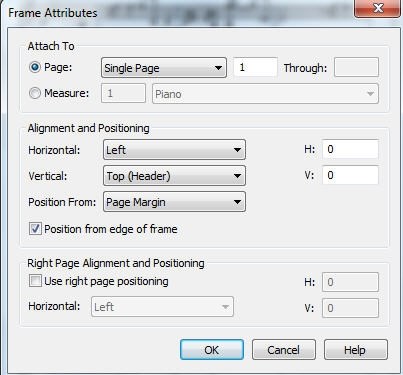 Frame Attributes
Attach To
Page: Single Page 1 Through:
Measure: 1 Piano
Alignment and Positioning
Horizontal: Left H: 0
Vertical: Top (Header) V: 0
Position From: Page Margin
Position from edge of frame
Right Page Alignment and Positioning
Use right page positioning H: 0
Horizontal: Left V: 0
OK Cancel Help